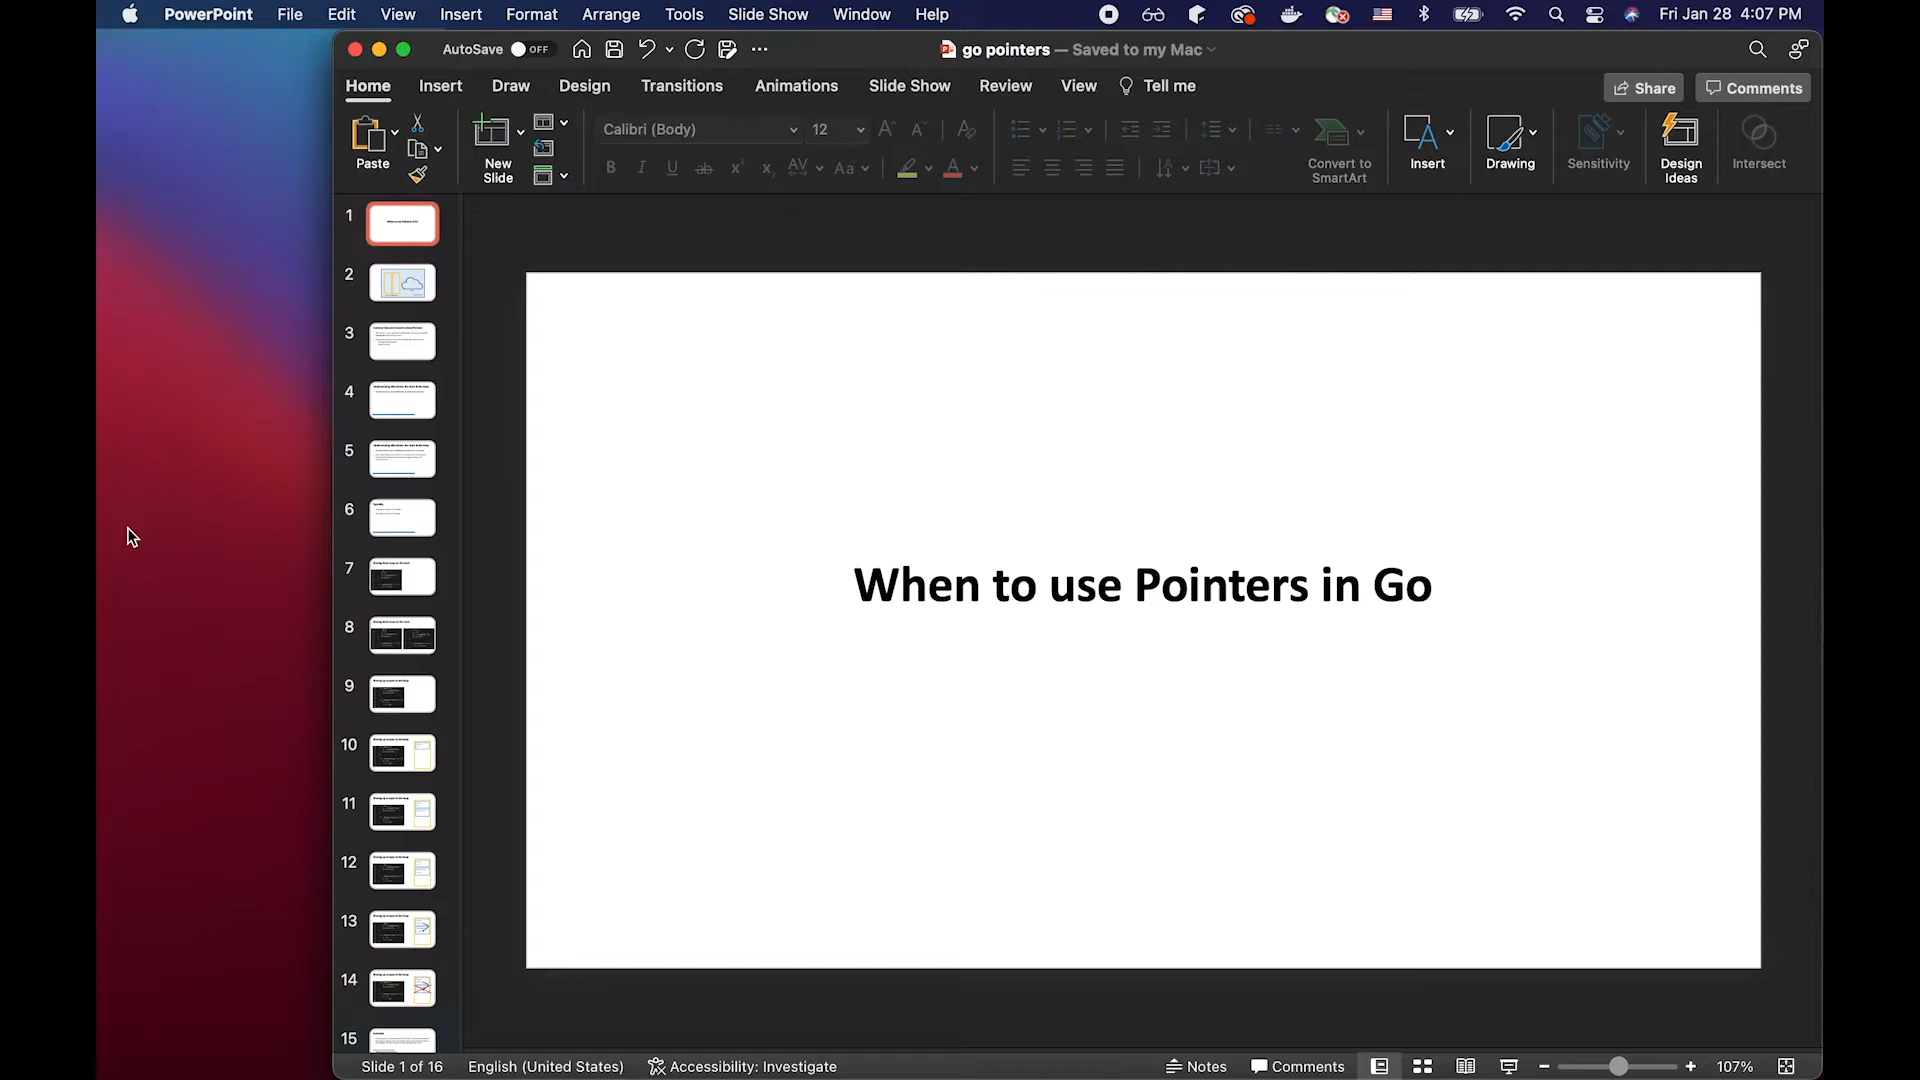 PowerPoint File Edit View Insert Format Arrange Tools Slide Show Window Help Fri Jan 28 4:07 PM
AutoSave OFF go pointers — Saved to my Mac
Home Insert Draw Design Transitions Animations Slide Show Review View Tell me Share Comments
Calibri (Body) 12
Paste New Slide Convert to SmartArt Insert Drawing Sensitivity Design Ideas Intersect
1
2
3
4
5
6
7
8
9
10
11
12
13
14
15
When to use Pointers in Go
Slide 1 of 16 English (United States) Accessibility: Investigate Notes Comments 107%